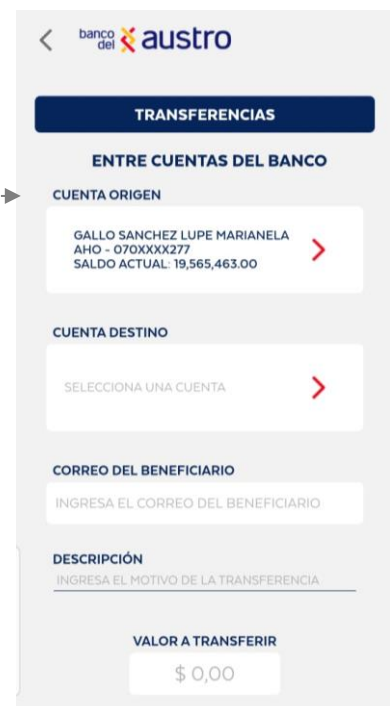 banco del austro
TRANSFERENCIAS
ENTRE CUENTAS DEL BANCO
CUENTA ORIGEN
GALLO SANCHEZ LUPE MARIANELA
AHO - 070XXXX277
SALDO ACTUAL: 19,565,463.00
CUENTA DESTINO
SELECCIONA UNA CUENTA
CORREO DEL BENEFICIARIO
INGRESA EL CORREO DEL BENEFICIARIO
DESCRIPCIÓN
INGRESA EL MOTIVO DE LA TRANSFERENCIA
VALOR A TRANSFERIR
$ 0,00